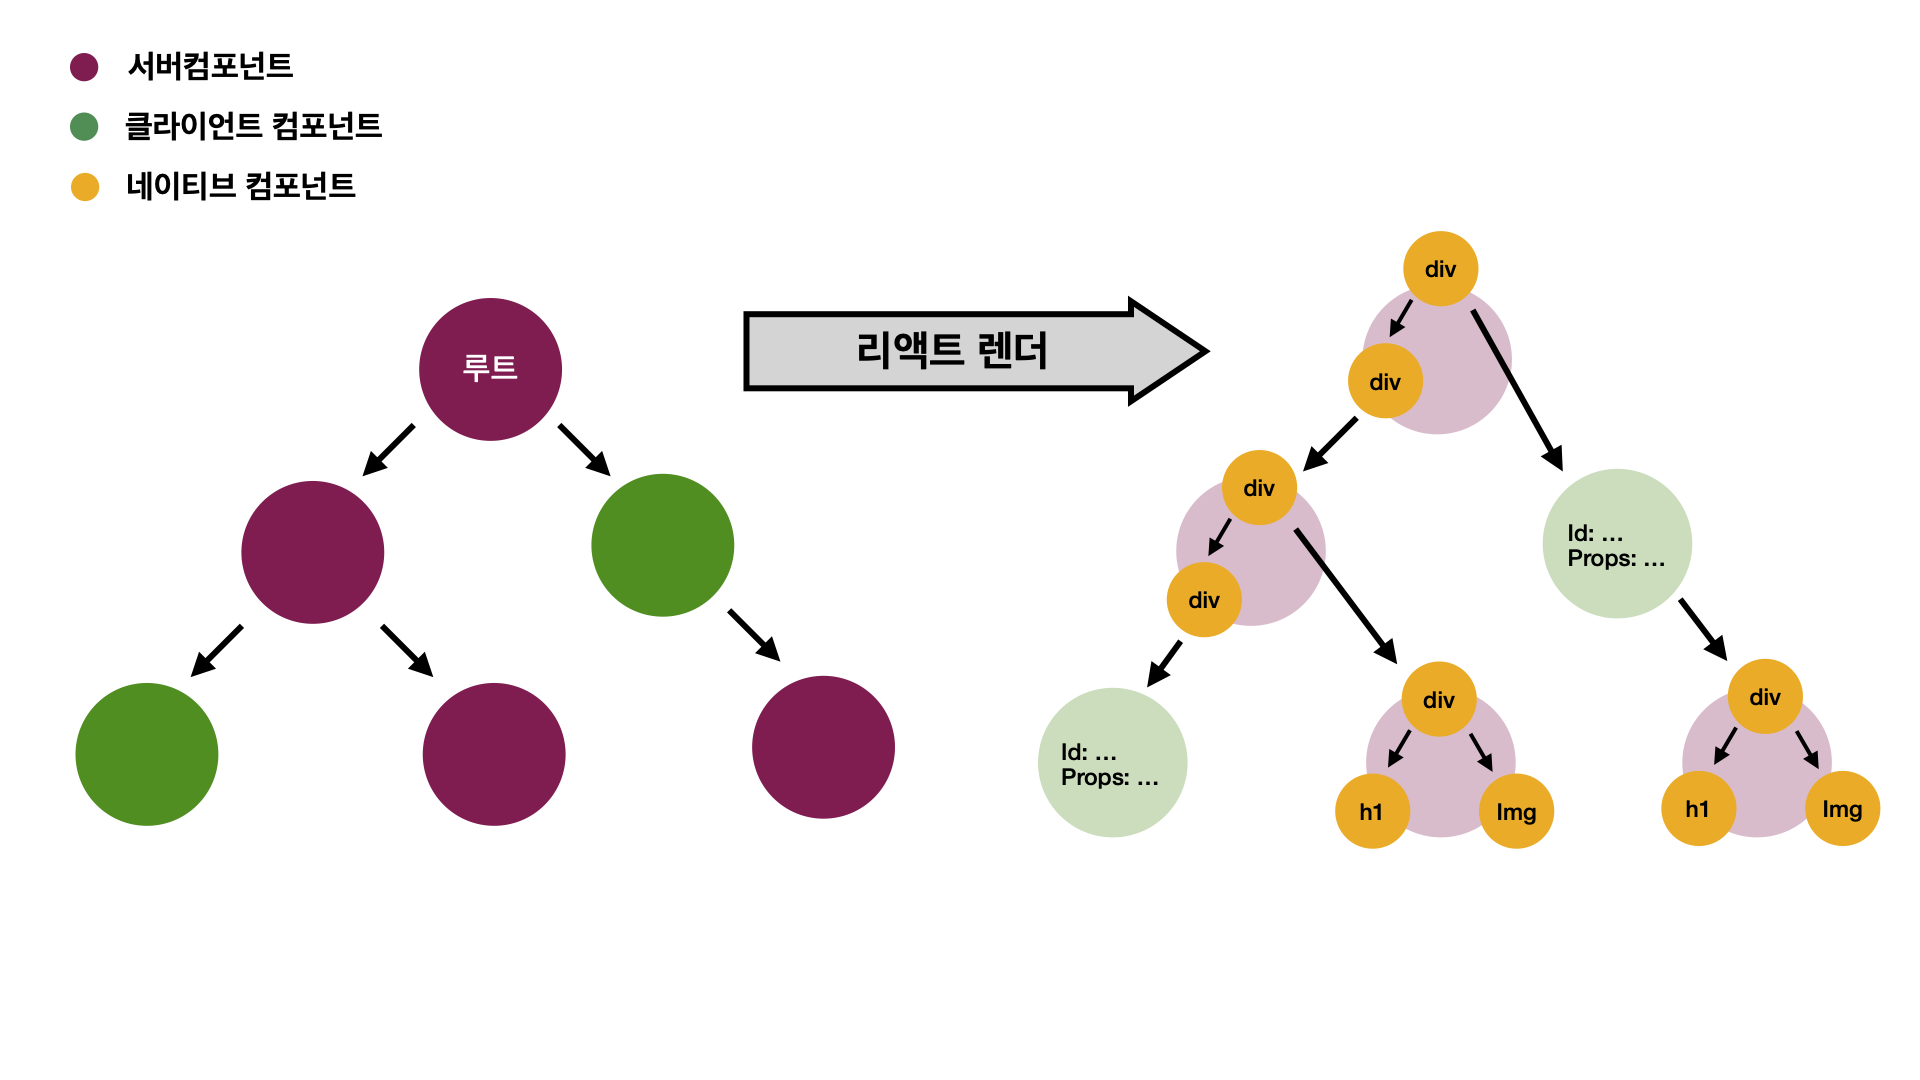 서버컴포넌트
클라이언트 컴포넌트
네이티브 컴포넌트
루트
리액트 렌더
div
div
div
div
Id: ...
Props: ...
Id: ...
Props: ...
div
h1
Img
div
h1
Img